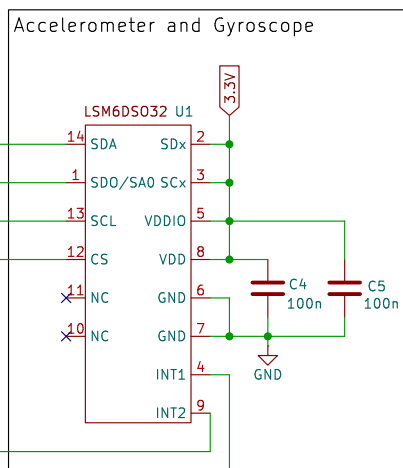 Accelerometer and Gyroscope
3.3V
LSM6DSO32 U1
14 SDA SDx 2
1 SDO/SA0 SCx 3
13 SCL VDDIO 5
12 CS VDD 8
C4
100n
C5
100n
11 NC GND 6
10 NC GND 7
INT1 4
GND
INT2 9